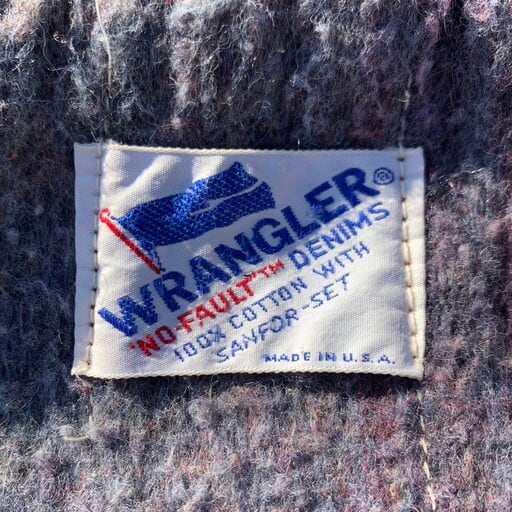 WRANGLER®
"NO-FAULT"™ DENIMS
100% COTTON WITH
SANFOR-SET
MADE IN U.S.A.